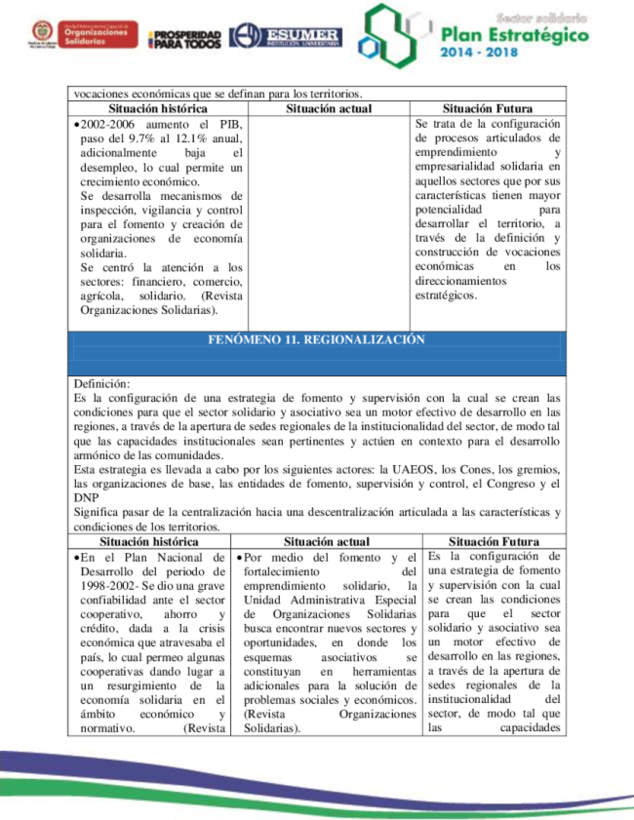 Unidad Administrativa Especial de
Organizaciones
Solidarias
PROSPERIDAD
PARA TODOS
ESUMER
INSTITUCIÓN UNIVERSITARIA
Sector solidario
Plan Estratégico
2014 - 2018
vocaciones económicas que se definan para los territorios.
Situación histórica
Situación actual
Situación Futura
•2002-2006 aumento el PIB,
paso del 9.7% al 12.1% anual,
adicionalmente baja el
desempleo, lo cual permite un
crecimiento económico.
Se desarrolla mecanismos de
inspección, vigilancia y control
para el fomento y creación de
organizaciones de economía
solidaria.
Se centró la atención a los
sectores: financiero, comercio,
agrícola, solidario. (Revista
Organizaciones Solidarias).
Se trata de la configuración
de procesos articulados de
emprendimiento y
empresarialidad solidaria en
aquellos sectores que por sus
características tienen mayor
potencialidad para
desarrollar el territorio, a
través de la definición y
construcción de vocaciones
económicas en los
direccionamientos
estratégicos.
FENÓMENO 11. REGIONALIZACIÓN
Definición:
Es la configuración de una estrategia de fomento y supervisión con la cual se crean las
condiciones para que el sector solidario y asociativo sea un motor efectivo de desarrollo en las
regiones, a través de la apertura de sedes regionales de la institucionalidad del sector, de modo tal
que las capacidades institucionales sean pertinentes y actúen en contexto para el desarrollo
armónico de las comunidades.
Esta estrategia es llevada a cabo por los siguientes actores: la UAEOS, los Cones, los gremios,
las organizaciones de base, las entidades de fomento, supervisión y control, el Congreso y el
DNP
Significa pasar de la centralización hacia una descentralización articulada a las características y
condiciones de los territorios.
Situación histórica
Situación actual
Situación Futura
•En el Plan Nacional de
Desarrollo del periodo de
1998-2002- Se dio una grave
confiabilidad ante el sector
cooperativo, ahorro y
crédito, dada a la crisis
económica que atravesaba el
país, lo cual permeo algunas
cooperativas dando lugar a
un resurgimiento de la
economía solidaria en el
ámbito económico y
normativo. (Revista
•Por medio del fomento y el
fortalecimiento del
emprendimiento solidario, la
Unidad Administrativa Especial
de Organizaciones Solidarias
busca encontrar nuevos sectores y
oportunidades, en donde los
esquemas asociativos se
constituyan en herramientas
adicionales para la solución de
problemas sociales y económicos.
(Revista Organizaciones
Solidarias).
Es la configuración de
una estrategia de fomento
y supervisión con la cual
se crean las condiciones
para que el sector
solidario y asociativo sea
un motor efectivo de
desarrollo en las regiones,
a través de la apertura de
sedes regionales de la
institucionalidad del
sector, de modo tal que
las capacidades